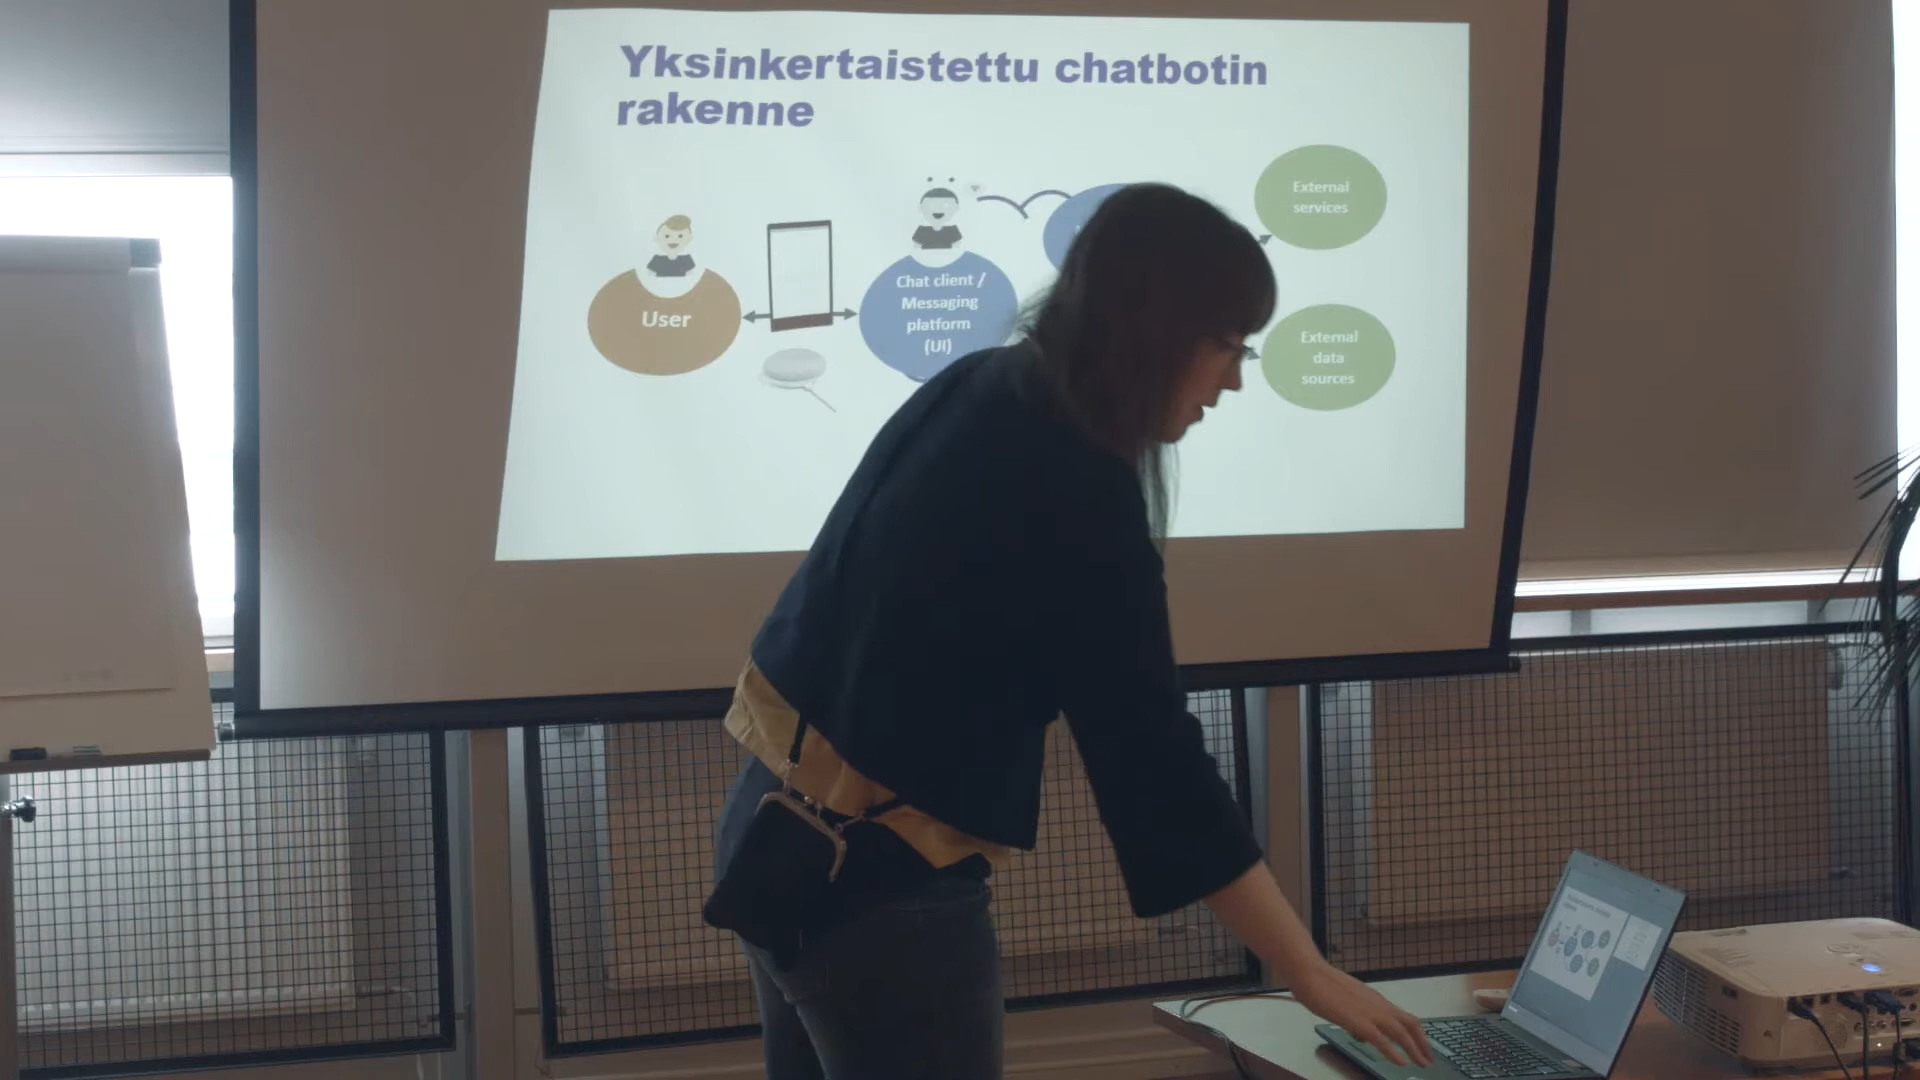 Yksinkertaistettu chatbotin
rakenne
External
services
Chat client /
Messaging
platform
(UI)
User
External
data
sources